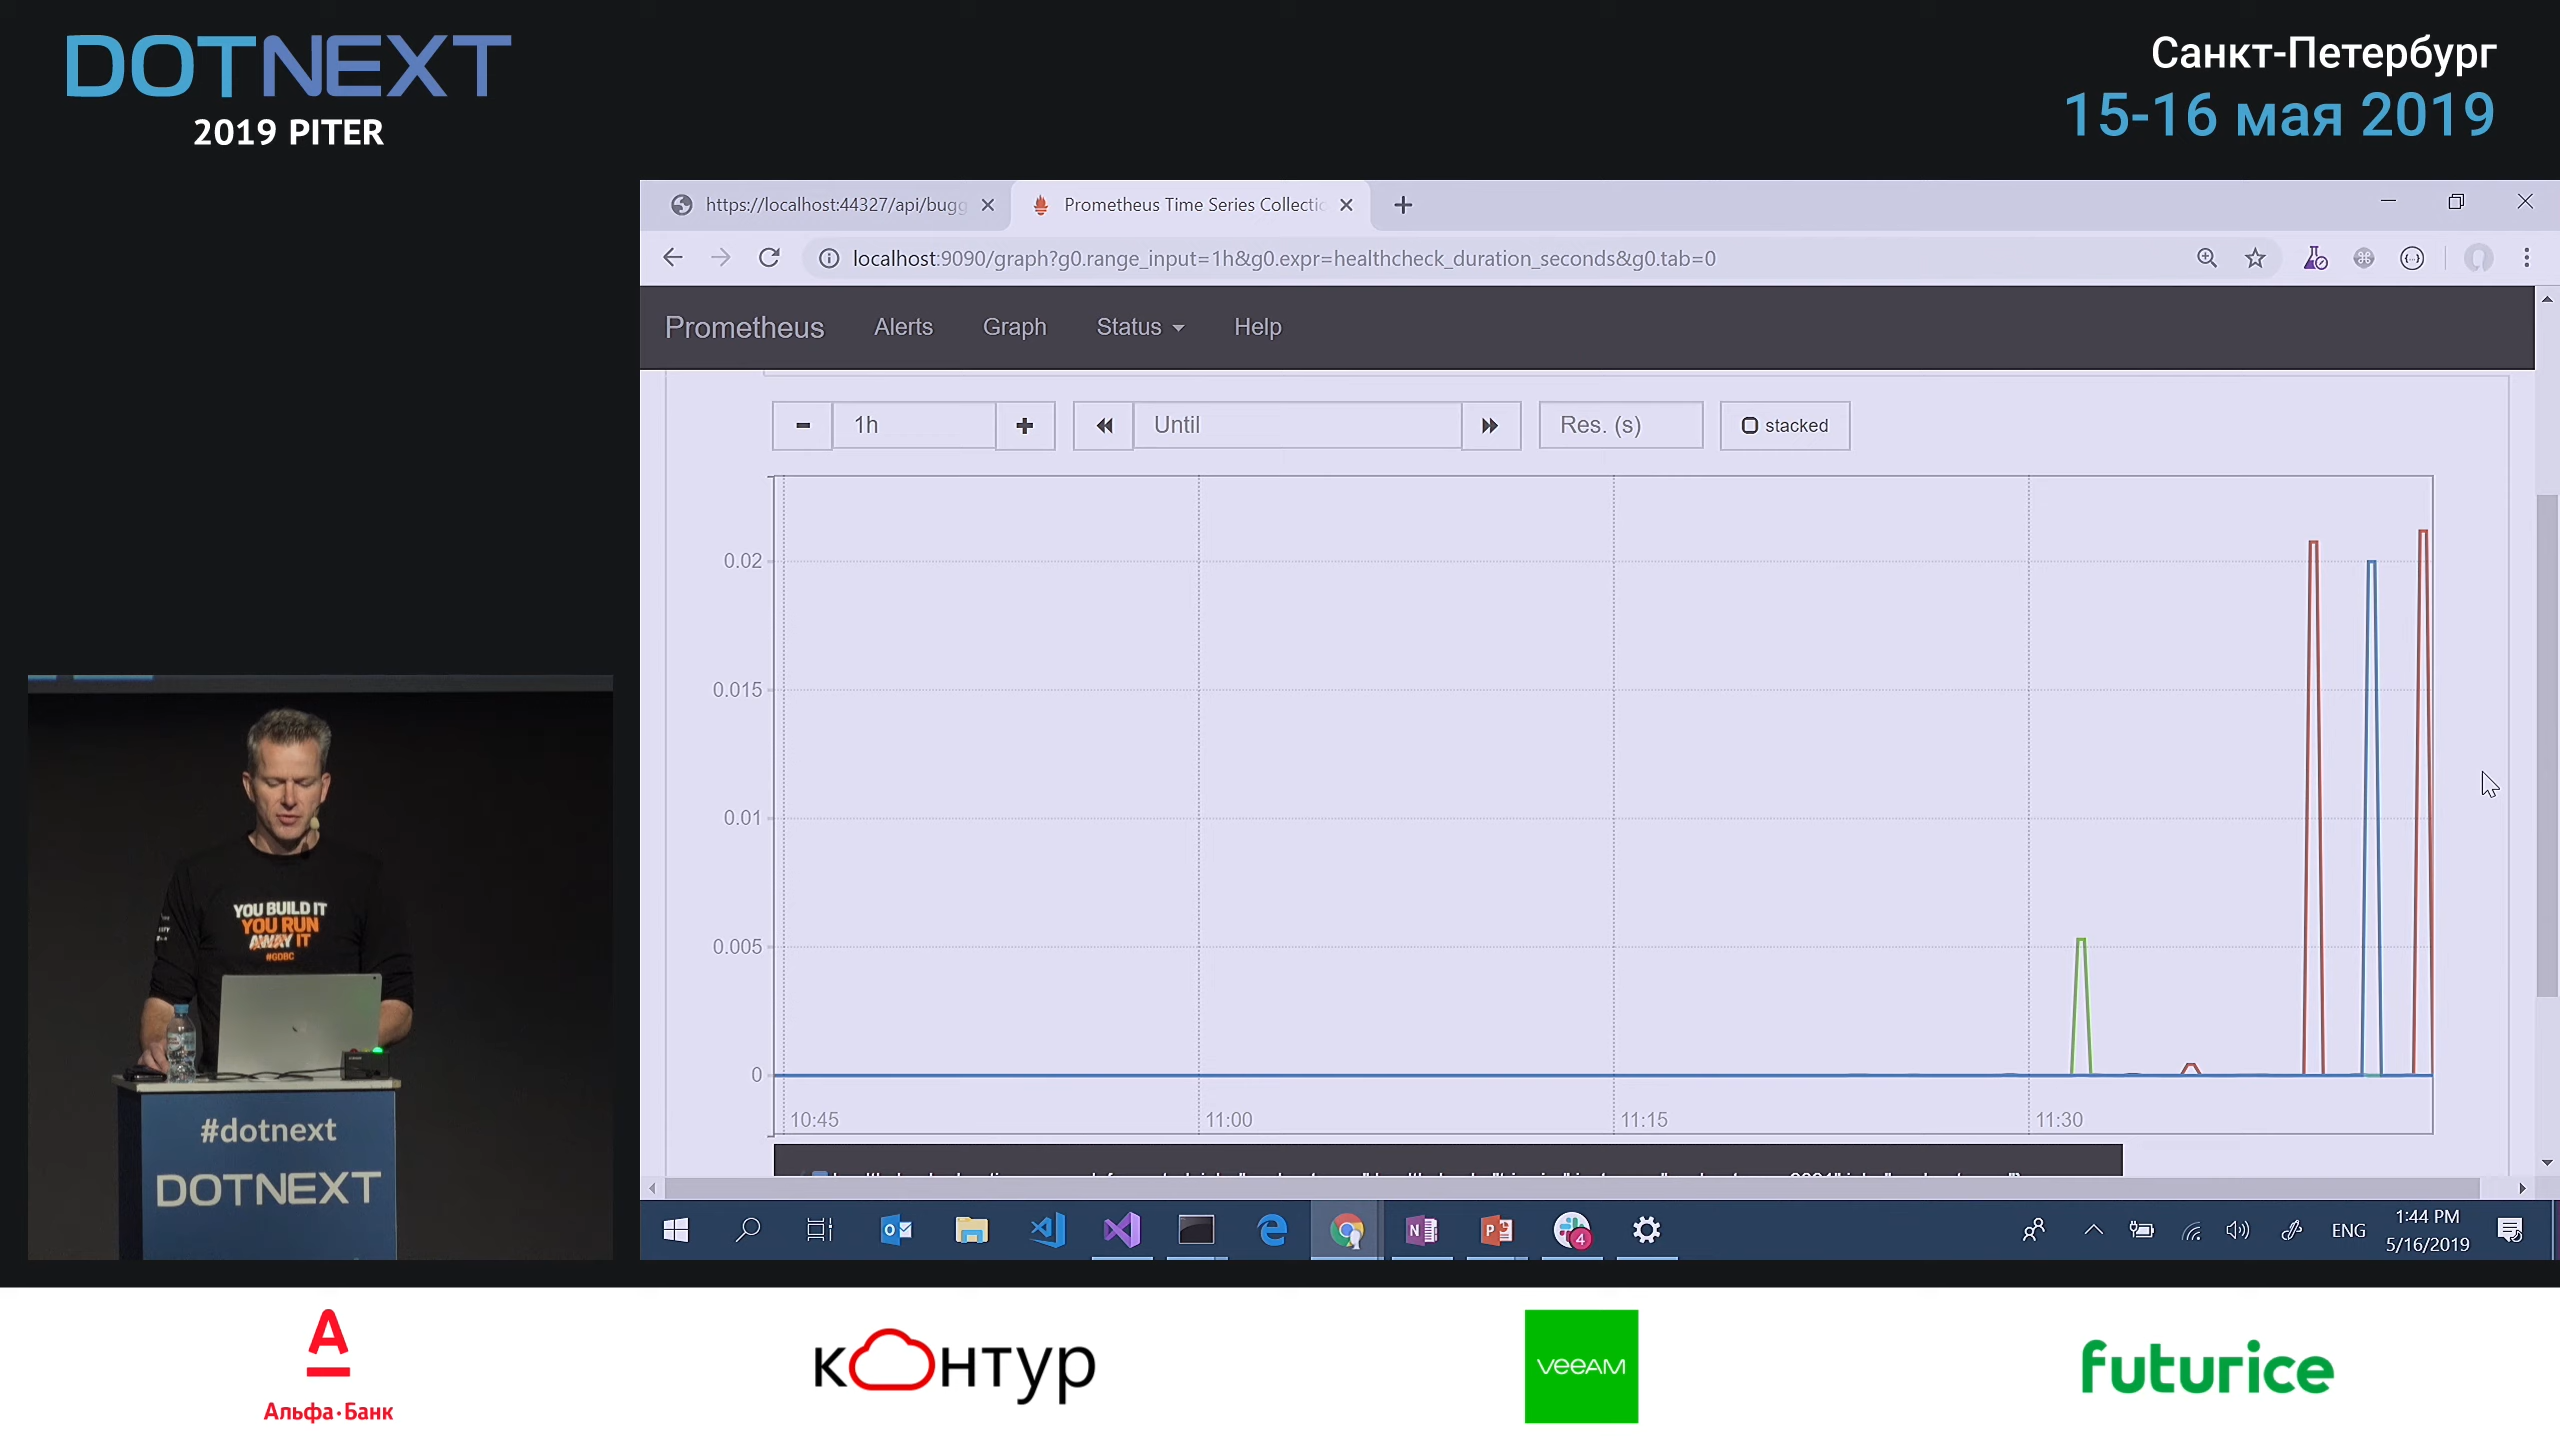 DOTNEXT
2019 PITER
Санкт-Петербург
15-16 мая 2019
https://localhost:44327/api/bugg
Prometheus Time Series Collectio
localhost:9090/graph?g0.range_input=1h&g0.expr=healthcheck_duration_seconds&g0.tab=0
Prometheus Alerts Graph Status Help
1h Until Res. (s) stacked
0.02
0.015
0.01
0.005
0
10:45 11:00 11:15 11:30
YOU BUILD IT
YOU RUN
AWAY IT
#GDBC
#dotnext
DOTNEXT
4
ENG
1:44 PM
5/16/2019
Альфа·Банк
контур
veeam
futurice